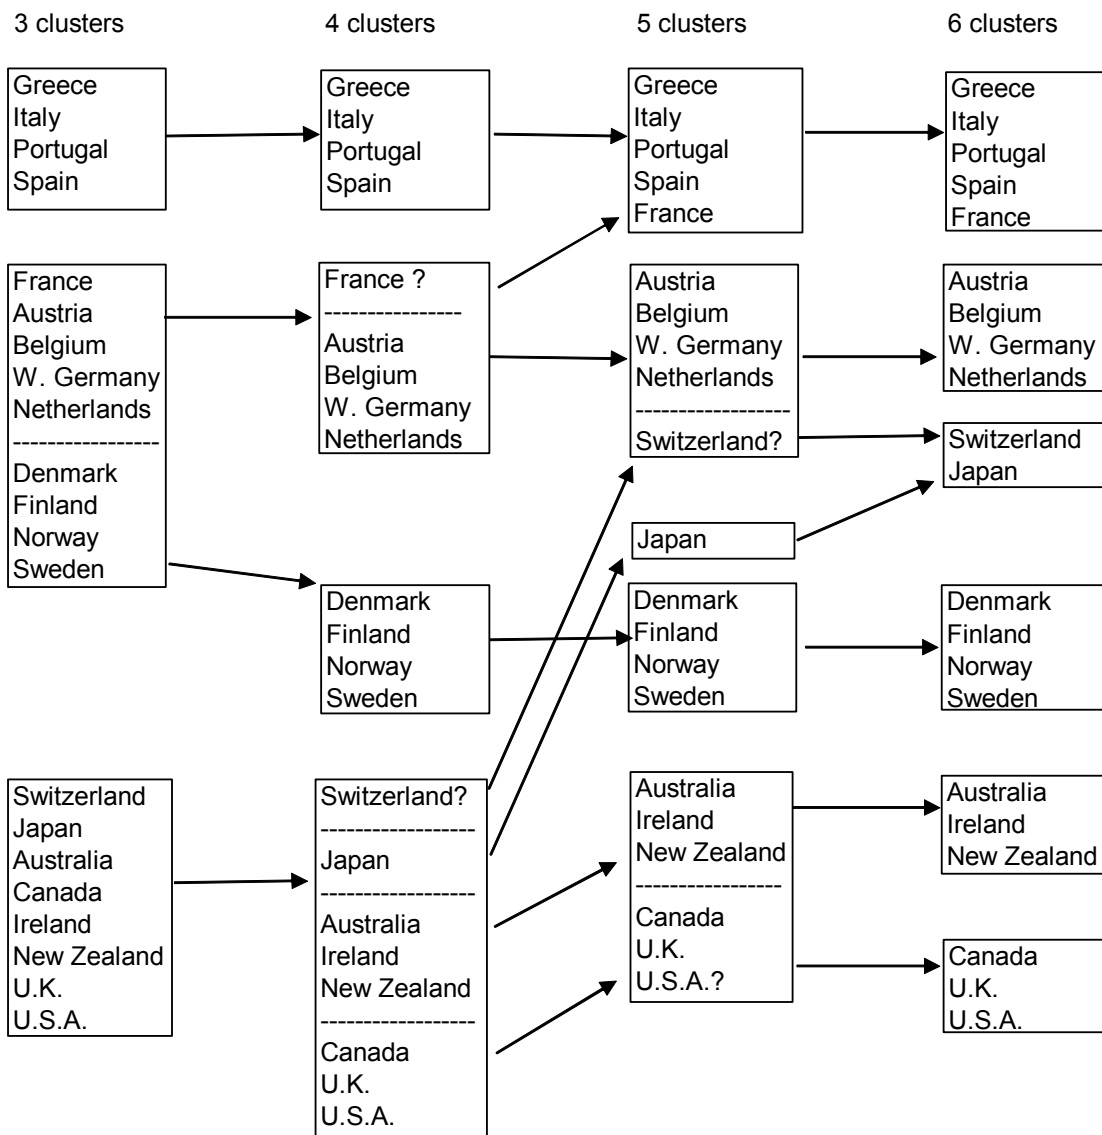 3 clusters
4 clusters
5 clusters
6 clusters
Greece
Italy
Portugal
Spain
France
Austria
Belgium
W. Germany
Netherlands
------------------
Denmark
Finland
Norway
Sweden
Switzerland
Japan
Australia
Canada
Ireland
New Zealand
U.K.
U.S.A.
Greece
Italy
Portugal
Spain
France ?
-----------------
Austria
Belgium
W. Germany
Netherlands
Denmark
Finland
Norway
Sweden
Switzerland?
-------------------
Japan
-------------------
Australia
Ireland
New Zealand
-------------------
Canada
U.K.
U.S.A.
Greece
Italy
Portugal
Spain
France
Austria
Belgium
W. Germany
Netherlands
-------------------
Switzerland?
Japan
Denmark
Finland
Norway
Sweden
Australia
Ireland
New Zealand
------------------
Canada
U.K.
U.S.A.?
Greece
Italy
Portugal
Spain
France
Austria
Belgium
W. Germany
Netherlands
Switzerland
Japan
Denmark
Finland
Norway
Sweden
Australia
Ireland
New Zealand
Canada
U.K.
U.S.A.